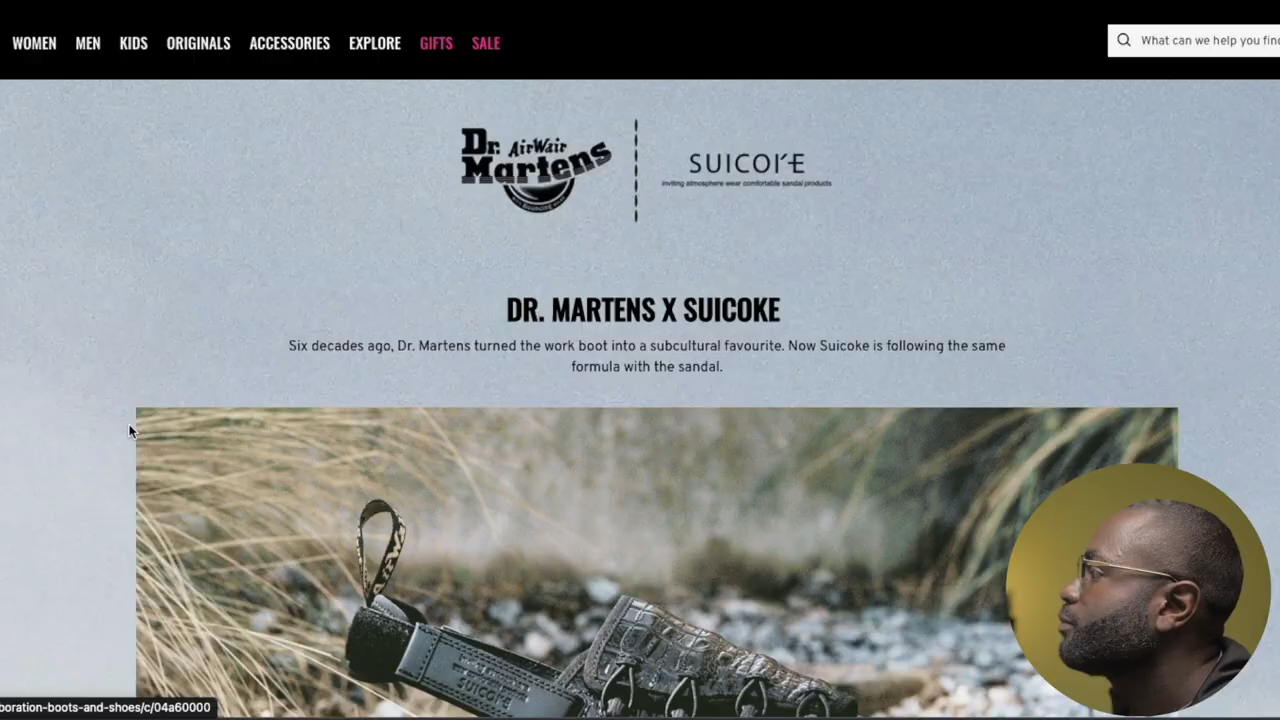 WOMEN MEN KIDS ORIGINALS ACCESSORIES EXPLORE GIFTS SALE
What can we help you find
Dr. AirWair
Martens
SUICOKE
inviting atmosphere wear comfortable sandal products
DR. MARTENS X SUICOKE
Six decades ago, Dr. Martens turned the work boot into a subcultural favourite. Now Suicoke is following the same
formula with the sandal.
SUICOKE
boration-boots-and-shoes/c/04a60000